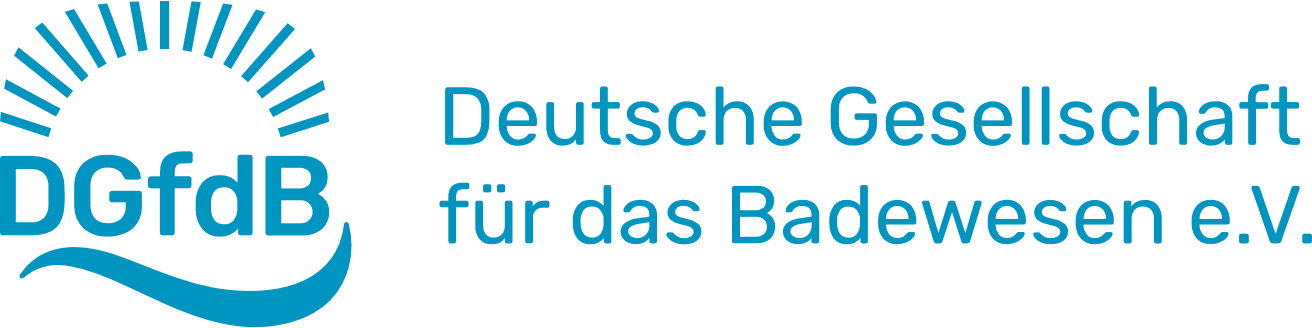 DGfdB
Deutsche Gesellschaft
für das Badewesen e.V.